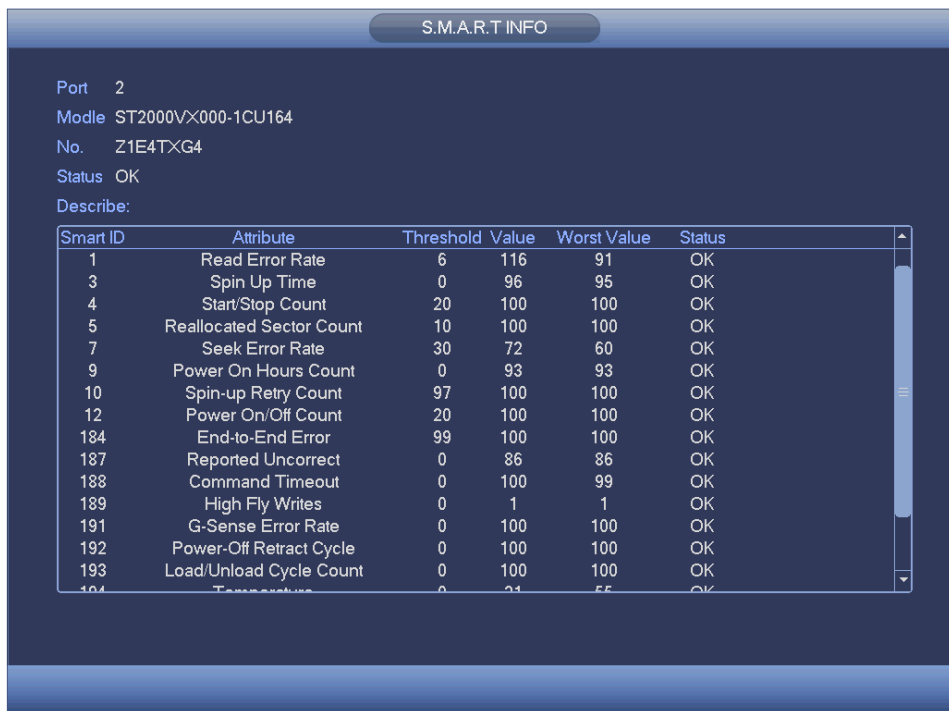 S.M.A.R.T INFO
Port 2
Modle ST2000VX000-1CU164
No. Z1E4TXG4
Status OK
Describe:
Smart ID Attribute Threshold Value Worst Value Status
1 Read Error Rate 6 116 91 OK
3 Spin Up Time 0 96 95 OK
4 Start/Stop Count 20 100 100 OK
5 Reallocated Sector Count 10 100 100 OK
7 Seek Error Rate 30 72 60 OK
9 Power On Hours Count 0 93 93 OK
10 Spin-up Retry Count 97 100 100 OK
12 Power On/Off Count 20 100 100 OK
184 End-to-End Error 99 100 100 OK
187 Reported Uncorrect 0 86 86 OK
188 Command Timeout 0 100 99 OK
189 High Fly Writes 0 1 1 OK
191 G-Sense Error Rate 0 100 100 OK
192 Power-Off Retract Cycle 0 100 100 OK
193 Load/Unload Cycle Count 0 100 100 OK
194 Temperature 0 OK